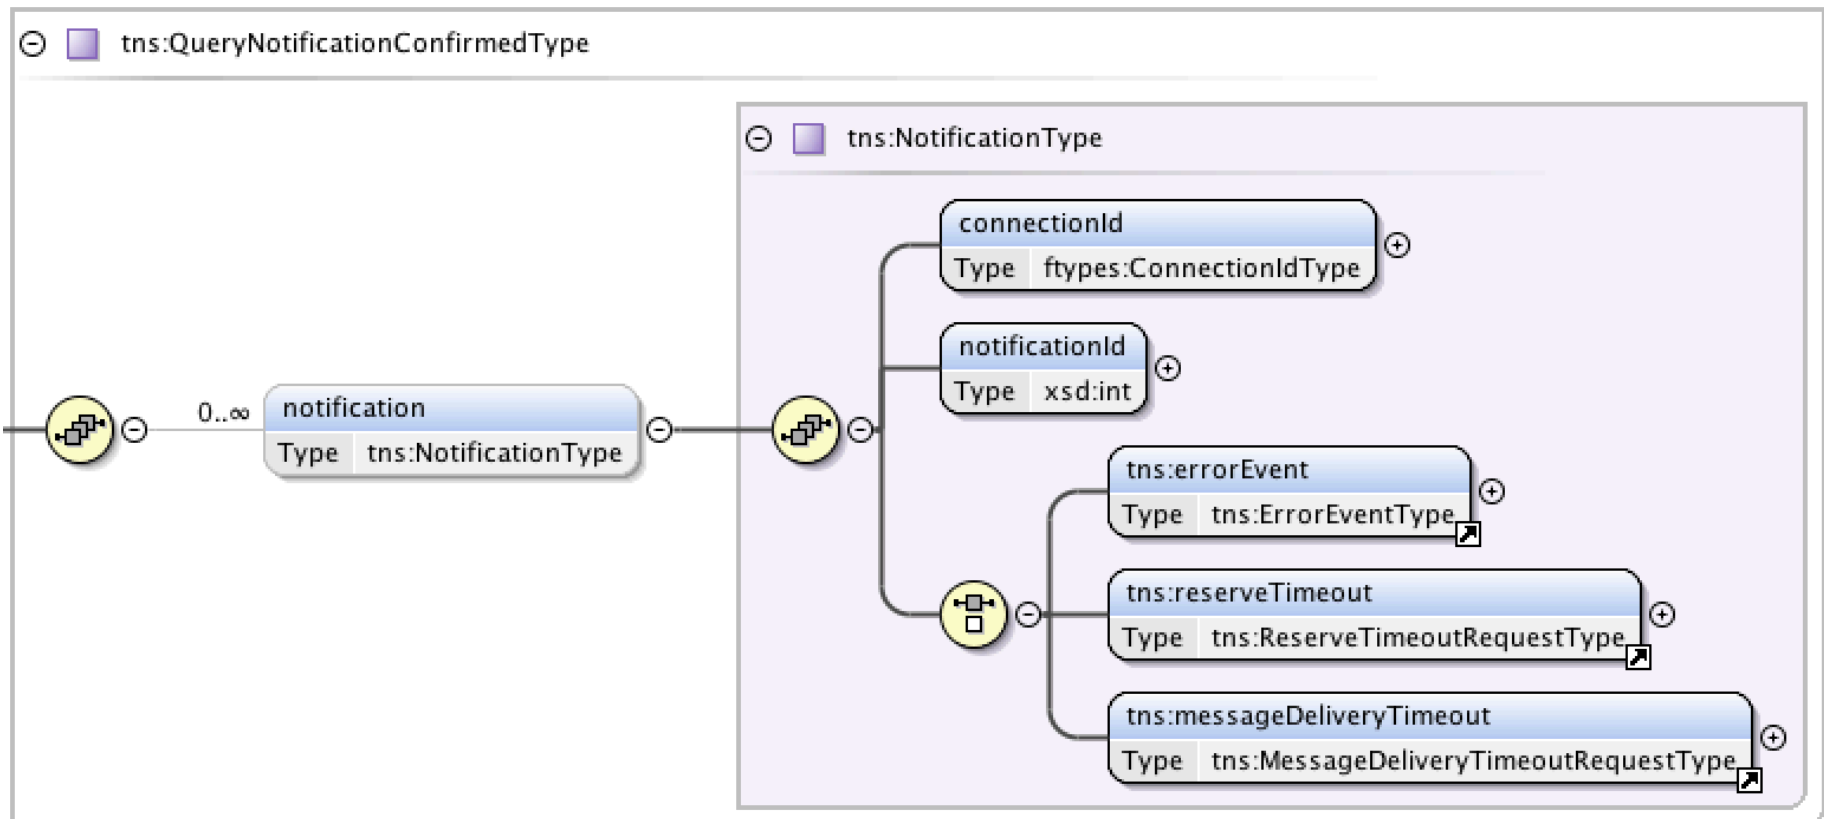 tns:QueryNotificationConfirmedType
tns:NotificationType
connectionId
Type ftypes:ConnectionIdType
notificationId
Type xsd:int
0..∞
notification
Type tns:NotificationType
tns:errorEvent
Type tns:ErrorEventType
tns:reserveTimeout
Type tns:ReserveTimeoutRequestType
tns:messageDeliveryTimeout
Type tns:MessageDeliveryTimeoutRequestType